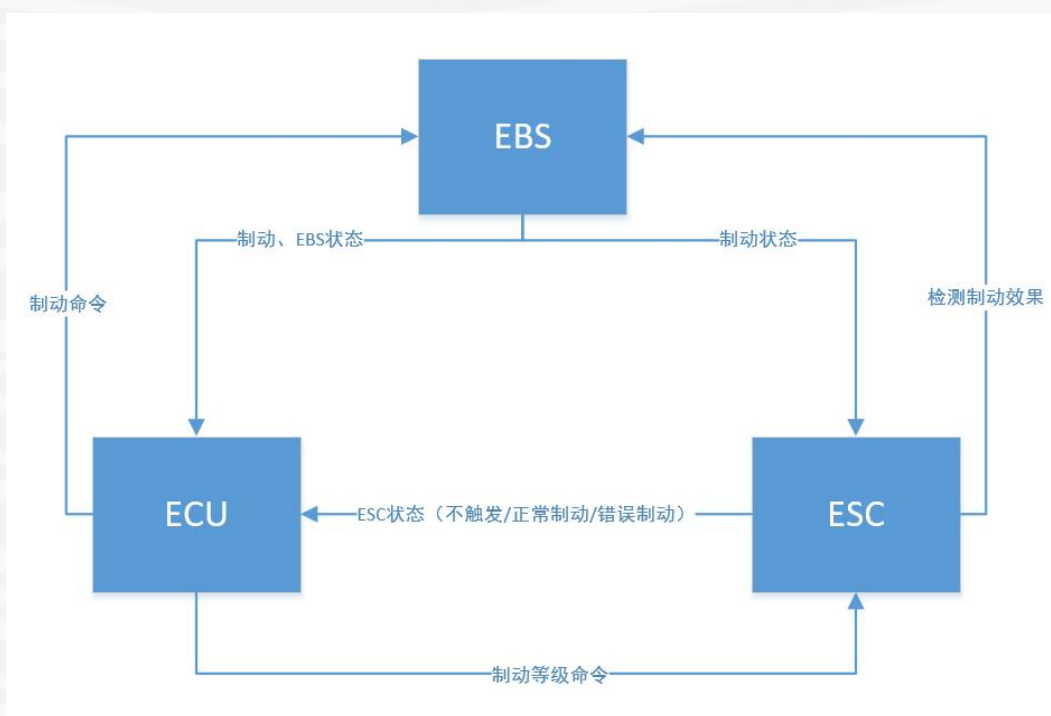 EBS
制动、EBS状态
制动状态
制动命令
检测制动效果
ECU
ESC状态（不触发/正常制动/错误制动）
ESC
制动等级命令